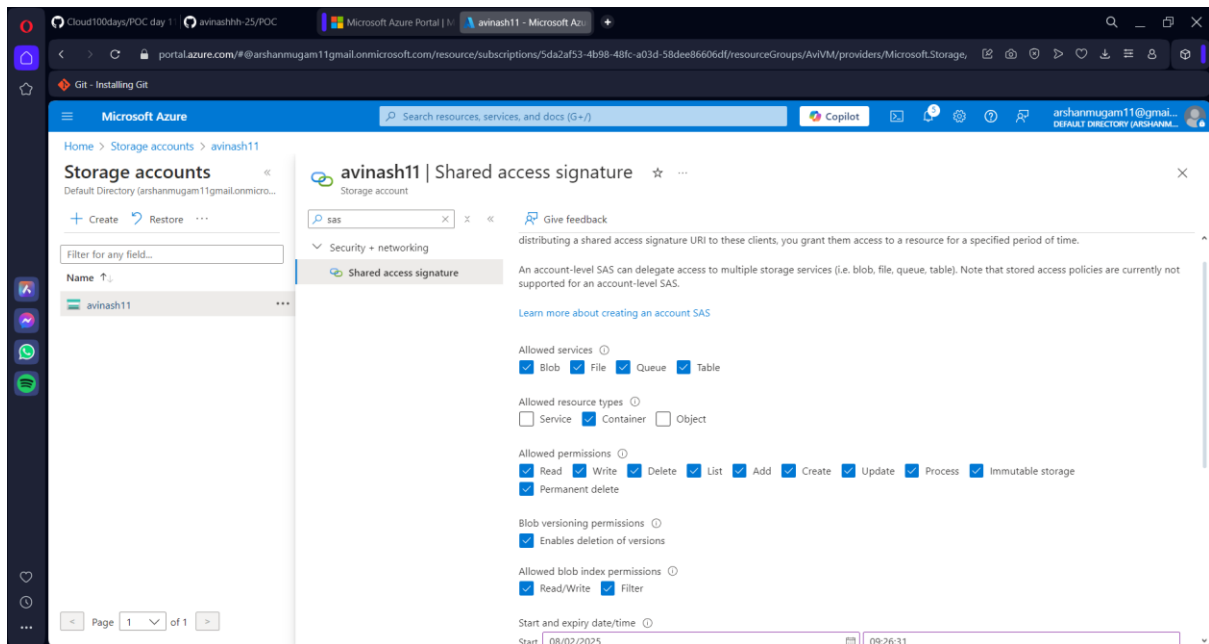 Cloud100days/POC day 1 avinashhh-25/POC Microsoft Azure Portal | M avinash11 - Microsoft Azu
portal.azure.com/#@arshanmugam11gmail.onmicrosoft.com/resource/subscriptions/5da2af53-4b98-48fc-a03d-58dee86606df/resourceGroups/AviVM/providers/Microsoft.Storage,
Git - Installing Git
Microsoft Azure Search resources, services, and docs (G+/) Copilot 5 arshanmugam11@gmai...
DEFAULT DIRECTORY (ARSHANM...
Home > Storage accounts > avinash11
Storage accounts
Default Directory (arshanmugam11gmail.onmicro...
+ Create Restore ...
Filter for any field...
Name ↑
avinash11 ...
< Page 1 of 1 >
avinash11 | Shared access signature
Storage account
sas
Security + networking
Shared access signature
Give feedback
distributing a shared access signature URI to these clients, you grant them access to a resource for a specified period of time.
An account-level SAS can delegate access to multiple storage services (i.e. blob, file, queue, table). Note that stored access policies are currently not
supported for an account-level SAS.
Learn more about creating an account SAS
Allowed services
Blob File Queue Table
Allowed resource types
Service Container Object
Allowed permissions
Read Write Delete List Add Create Update Process Immutable storage
Permanent delete
Blob versioning permissions
Enables deletion of versions
Allowed blob index permissions
Read/Write Filter
Start and expiry date/time
Start 08/02/2025 09:26:31